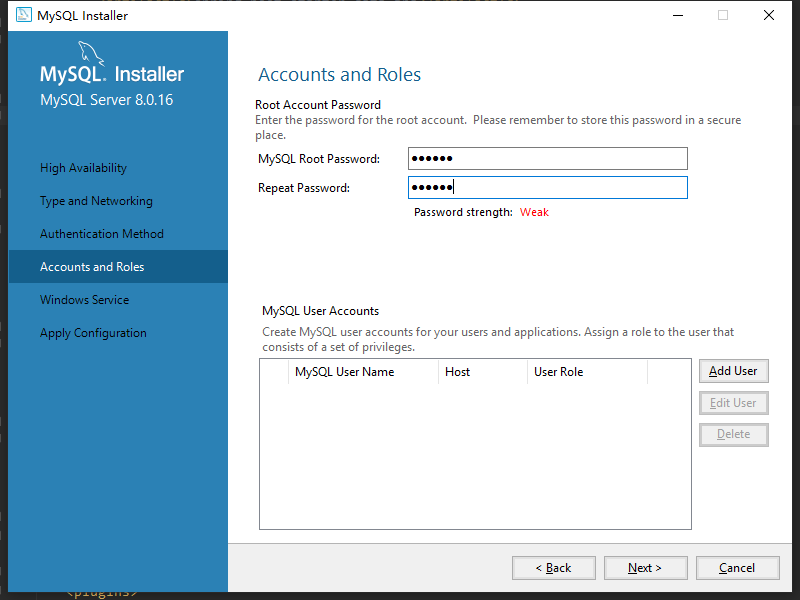 MySQL Installer
MySQL. Installer
MySQL Server 8.0.16
High Availability
Type and Networking
Authentication Method
Accounts and Roles
Windows Service
Apply Configuration
Accounts and Roles
Root Account Password
Enter the password for the root account. Please remember to store this password in a secure
place.
MySQL Root Password: ●●●●●●
Repeat Password: ●●●●●●
Password strength: Weak
MySQL User Accounts
Create MySQL user accounts for your users and applications. Assign a role to the user that
consists of a set of privileges.
MySQL User Name Host User Role
Add User
Edit User
Delete
< Back Next > Cancel
<plugins>